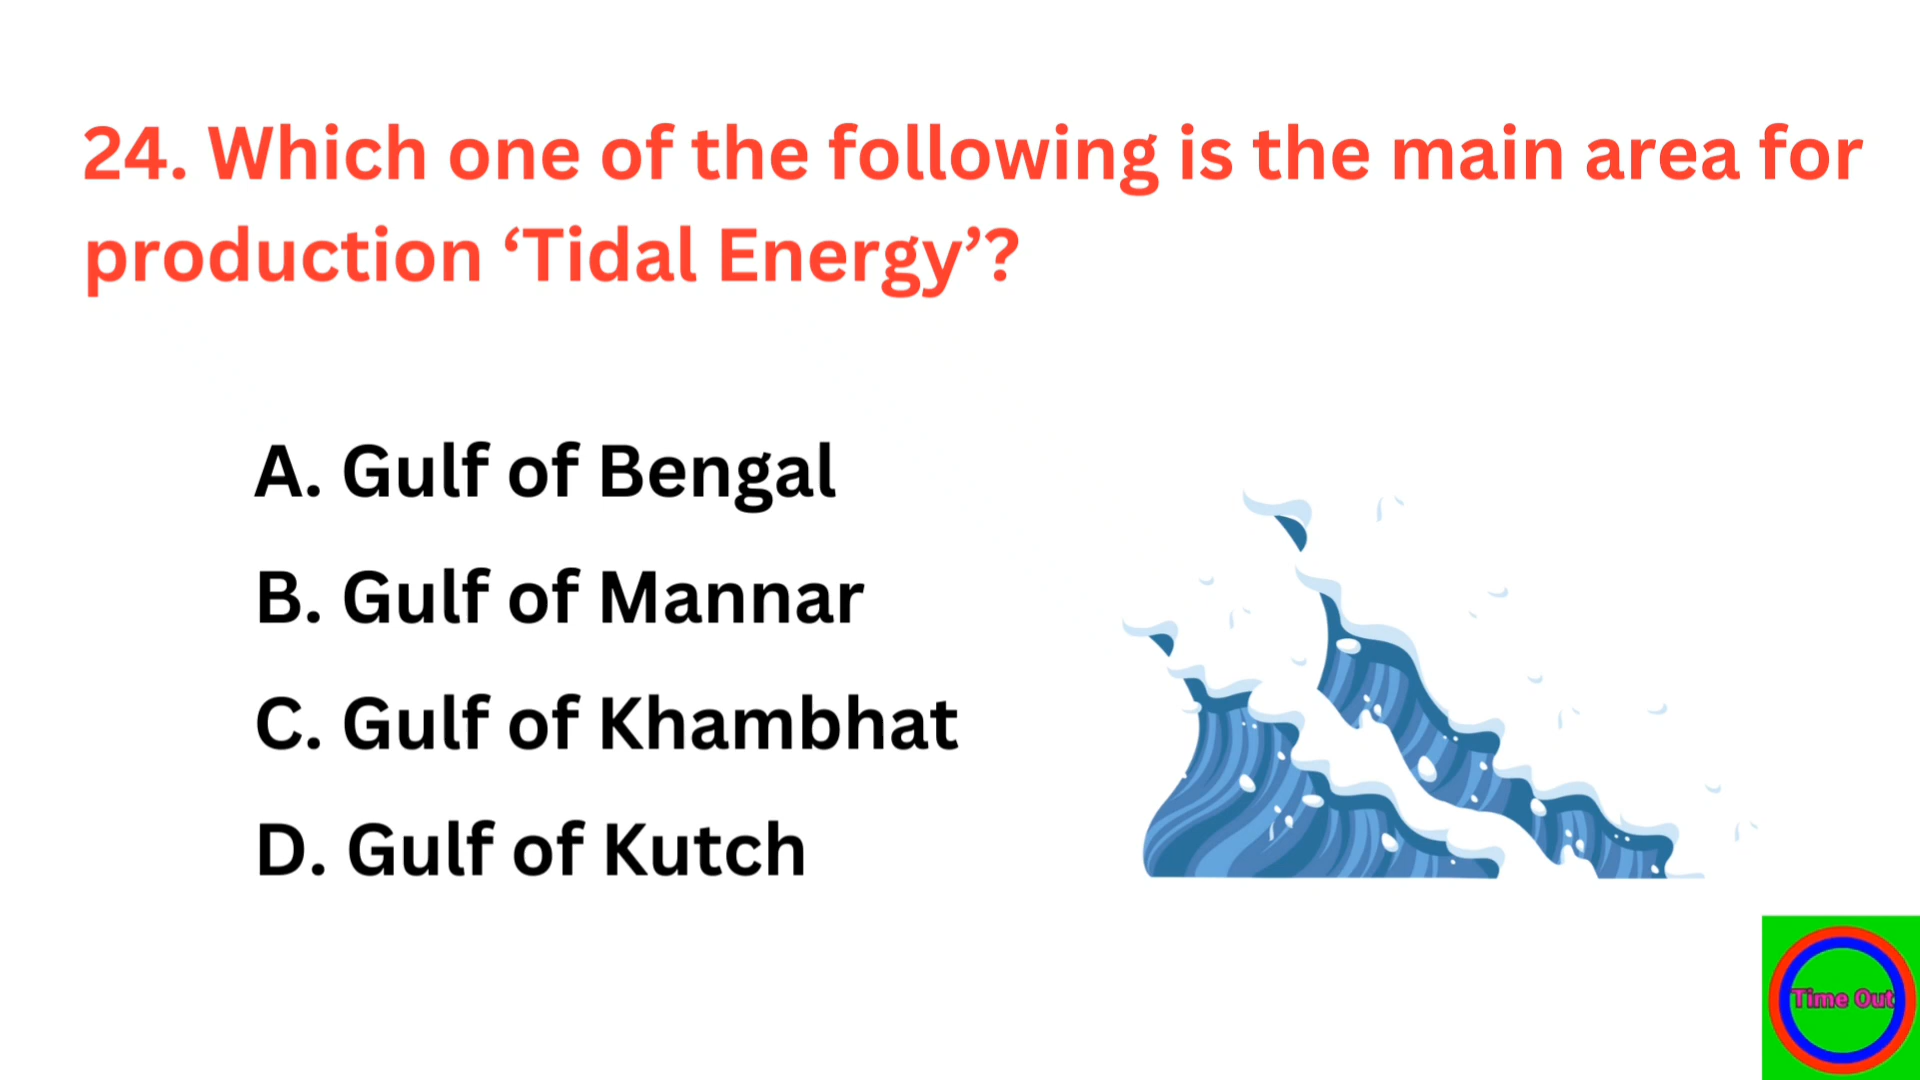 24. Which one of the following is the main area for
production ‘Tidal Energy’?
A. Gulf of Bengal
B. Gulf of Mannar
C. Gulf of Khambhat
D. Gulf of Kutch
Time Out